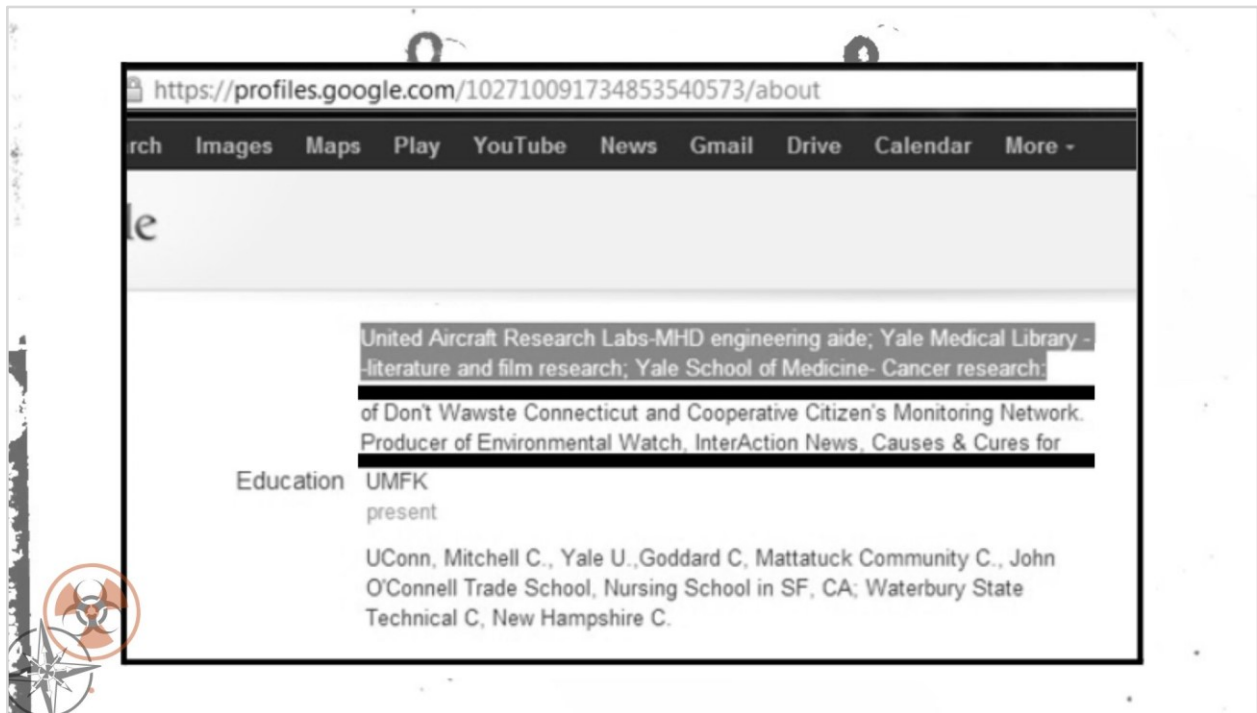 https://profiles.google.com/102710091734853540573/about
rch Images Maps Play YouTube News Gmail Drive Calendar More
le
United Aircraft Research Labs-MHD engineering aide; Yale Medical Library -
-literature and film research; Yale School of Medicine- Cancer research;
of Don't Wawste Connecticut and Cooperative Citizen's Monitoring Network.
Producer of Environmental Watch, InterAction News, Causes & Cures for
Education UMFK
present
UConn, Mitchell C., Yale U.,Goddard C, Mattatuck Community C., John
O'Connell Trade School, Nursing School in SF, CA; Waterbury State
Technical C, New Hampshire C.